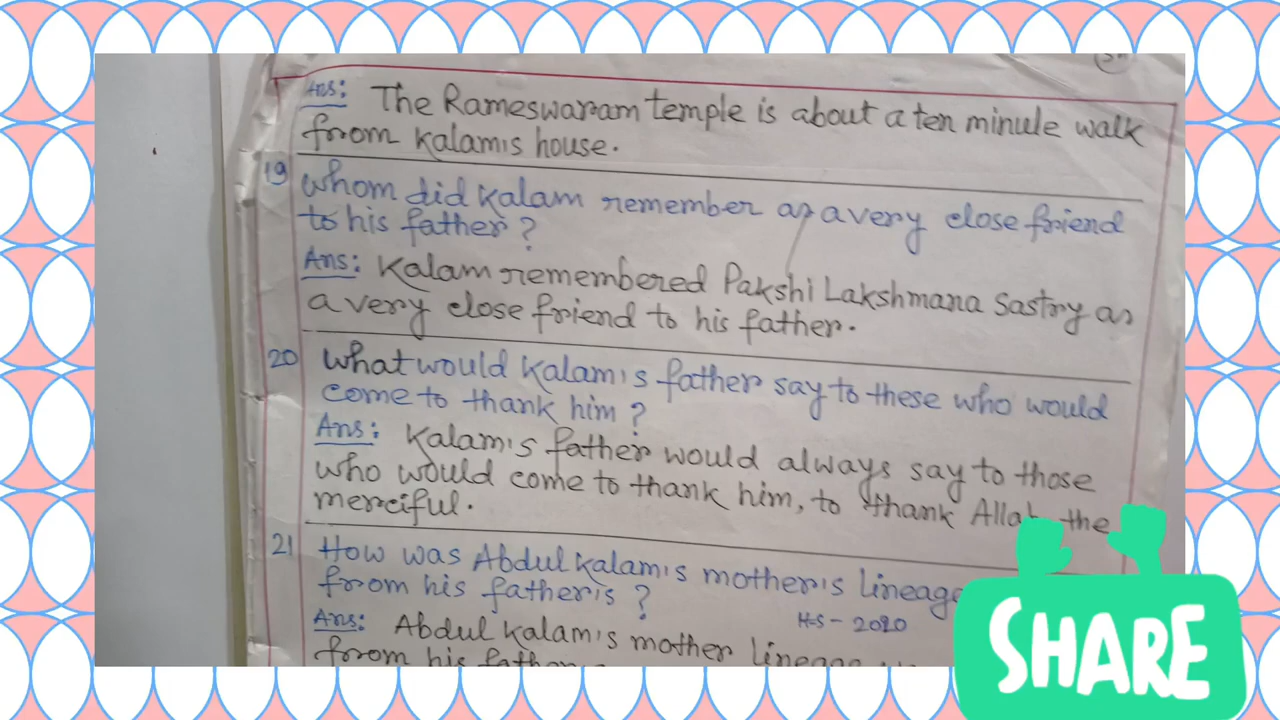 Ans: The Rameswaram temple is about a ten minule walk
from Kalam's house.
19 Whom did Kalam remember as a very close friend
to his father?
Ans: Kalam remembered Pakshi Lakshmana Sastry as
a very close friend to his father.
20 What would Kalam's father say to these who would
come to thank him?
Ans: Kalam's father would always say to those
who would come to thank him, to thank Allah the
merciful.
21 How was Abdul Kalam's mother's lineage
from his father's?
H.S - 2020
Ans: Abdul Kalam's mother lineage
from his father
SHARE